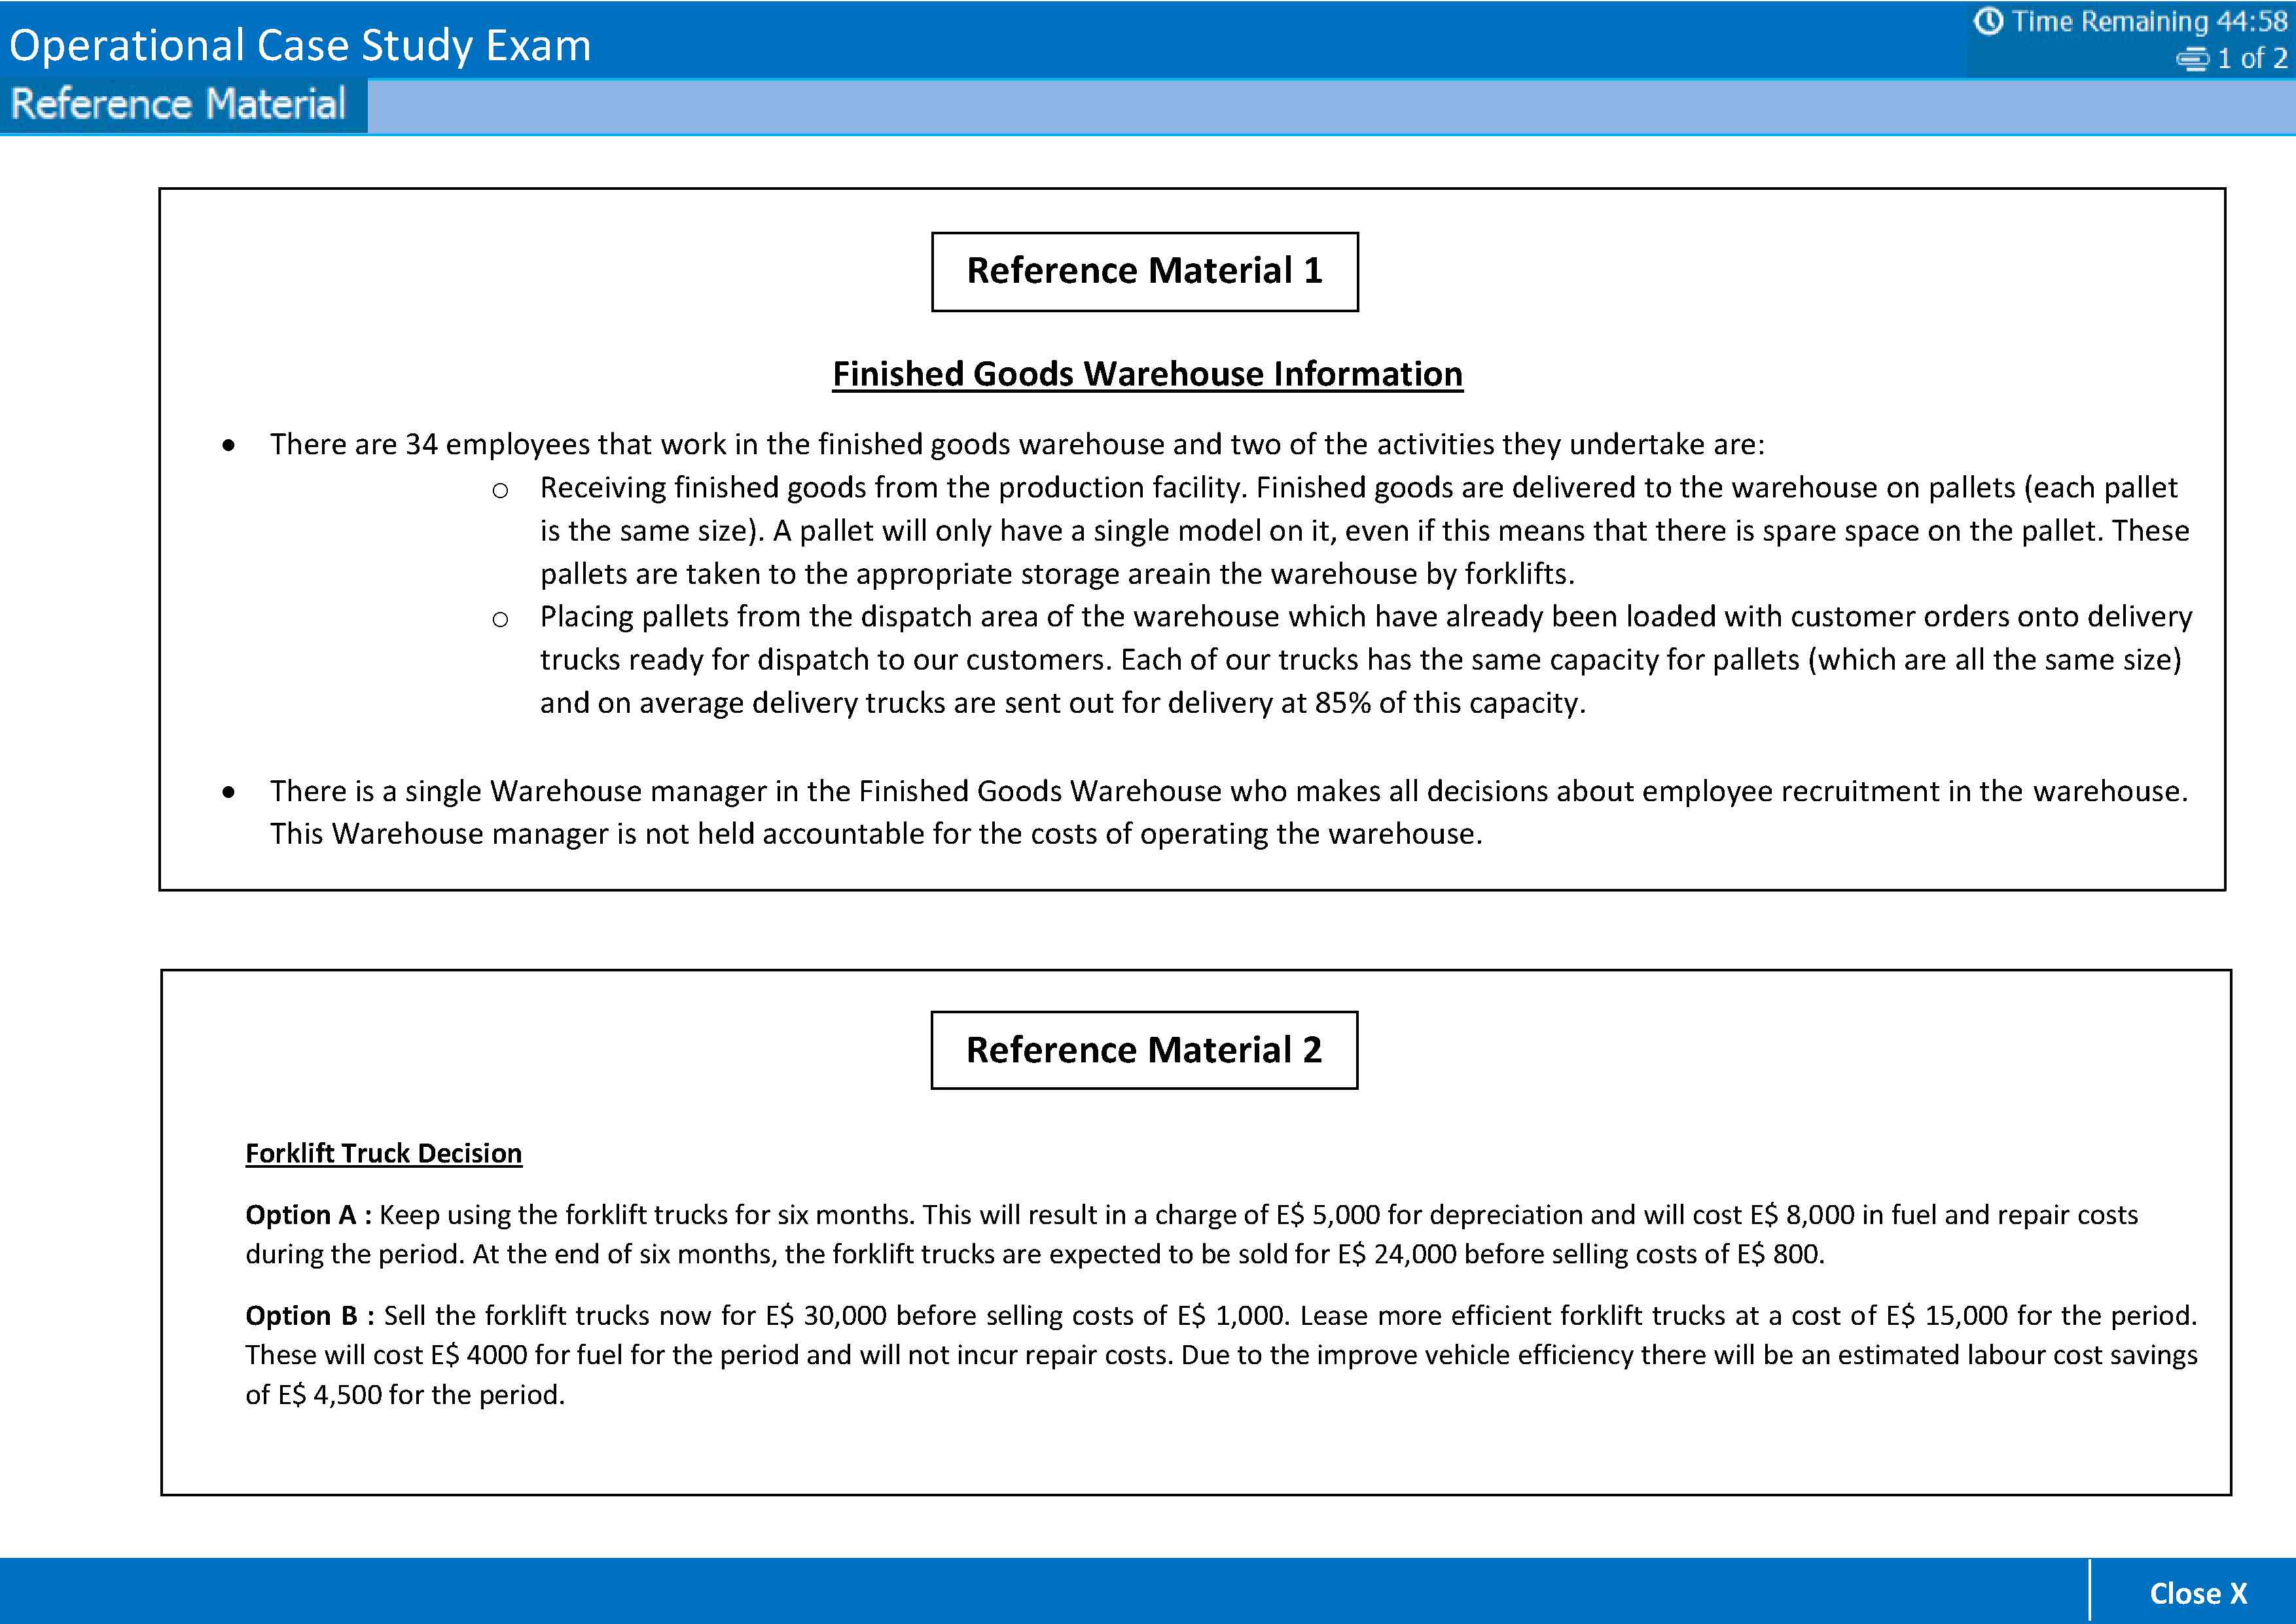 Operational Case Study Exam
Time Remaining 44:58
1 of 2
Reference Material
Reference Material 1
Finished Goods Warehouse Information
• There are 34 employees that work in the finished goods warehouse and two of the activities they undertake are:
o Receiving finished goods from the production facility. Finished goods are delivered to the warehouse on pallets (each pallet
is the same size). A pallet will only have a single model on it, even if this means that there is spare space on the pallet. These
pallets are taken to the appropriate storage areain the warehouse by forklifts.
o Placing pallets from the dispatch area of the warehouse which have already been loaded with customer orders onto delivery
trucks ready for dispatch to our customers. Each of our trucks has the same capacity for pallets (which are all the same size)
and on average delivery trucks are sent out for delivery at 85% of this capacity.
• There is a single Warehouse manager in the Finished Goods Warehouse who makes all decisions about employee recruitment in the warehouse.
This Warehouse manager is not held accountable for the costs of operating the warehouse.
Reference Material 2
Forklift Truck Decision
Option A : Keep using the forklift trucks for six months. This will result in a charge of E$ 5,000 for depreciation and will cost E$ 8,000 in fuel and repair costs
during the period. At the end of six months, the forklift trucks are expected to be sold for E$ 24,000 before selling costs of E$ 800.
Option B : Sell the forklift trucks now for E$ 30,000 before selling costs of E$ 1,000. Lease more efficient forklift trucks at a cost of E$ 15,000 for the period.
These will cost E$ 4000 for fuel for the period and will not incur repair costs. Due to the improve vehicle efficiency there will be an estimated labour cost savings
of E$ 4,500 for the period.
Close X